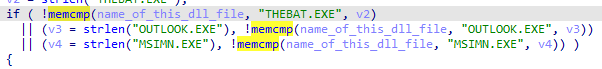 v2 = strlen("THEBAT.EXE");
if ( !memcmp(name_of_this_dll_file, "THEBAT.EXE", v2)
|| (v3 = strlen("OUTLOOK.EXE"), !memcmp(name_of_this_dll_file, "OUTLOOK.EXE", v3))
|| (v4 = strlen("MSIMN.EXE"), !memcmp(name_of_this_dll_file, "MSIMN.EXE", v4)) )
{